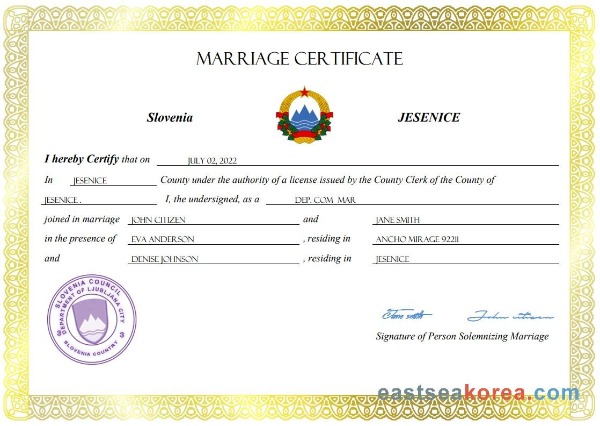 MARRIAGE CERTIFICATE
Slovenia JESENICE
I hereby Certify that on JULY 02, 2022
In JESENICE County under the authority of a license issued by the County Clerk of the County of
JESENICE . I, the undersigned, as a DEP. COM MAR
joined in marriage JOHN CITIZEN and JANE SMITH
in the presence of EVA ANDERSON , residing in ANCHO MIRAGE 92211
and DENISE JOHNSON , residing in JESENICE
SLOVENIA COUNCIL
DEPARTMENT OF LJUBLJANA CITY
SLOVENIA COUNTRY
Jane Smith John Citizen
Signature of Person Solemnizing Marriage
eastseakorea.com